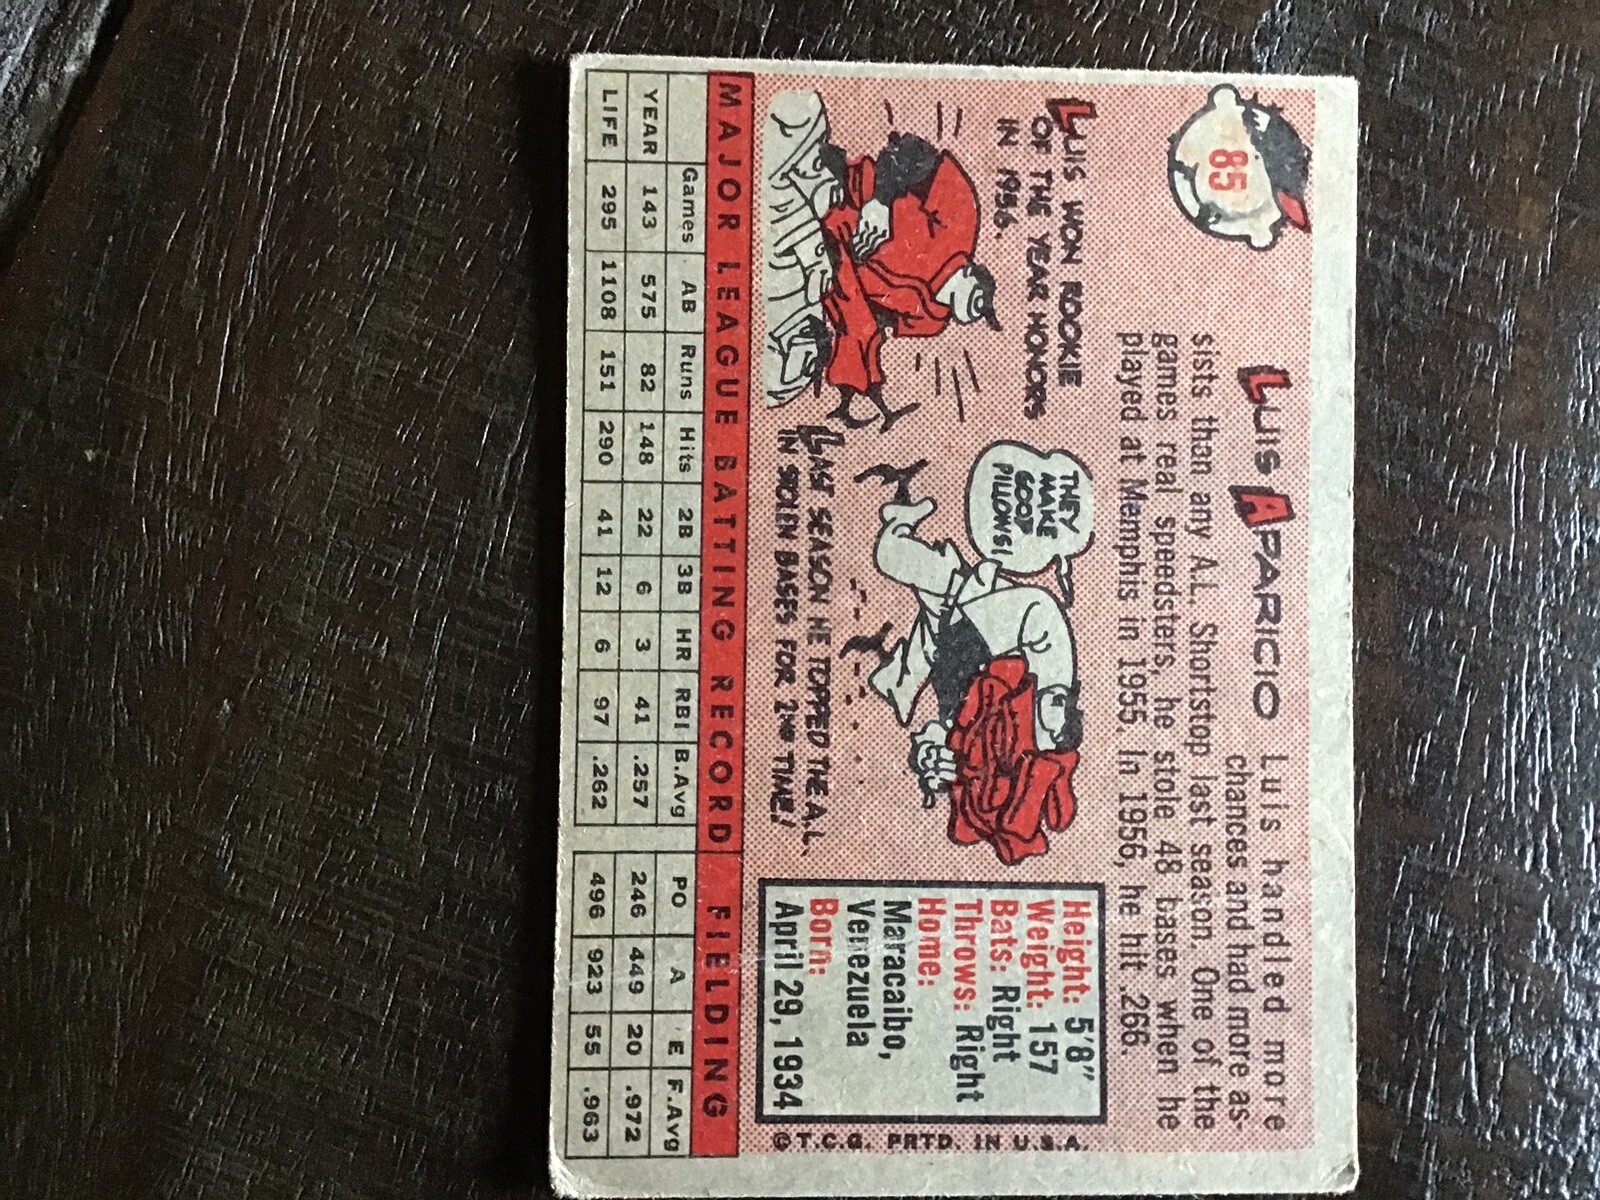 85
LUIS APARICIO Luis handled more
chances and had more as-
sists than any A.L. Shortstop last season. One of the
games real speedsters, he stole 48 bases when he
played at Memphis in 1955. In 1956, he hit .266.
LUIS WON ROOKIE
OF THE YEAR HONORS
IN 1956.
THEY
MAKE
GOOD
PILLOWS!
LAST SEASON HE TOPPED THE A.L.
IN STOLEN BASES FOR 2ND TIME!
Height: 5'8"
Weight: 157
Bats: Right
Throws: Right
Home:
Maracaibo,
Venezuela
Born:
April 29, 1934
© T.C.G. PRTD. IN U.S.A.
MAJOR LEAGUE BATTING RECORD FIELDING
Games AB Runs Hits 2B 3B HR RBI B.Avg PO A E F.Avg
YEAR 143 575 82 148 22 6 3 41 .257 246 449 20 .972
LIFE 295 1108 151 290 41 12 6 97 .262 496 923 55 .963